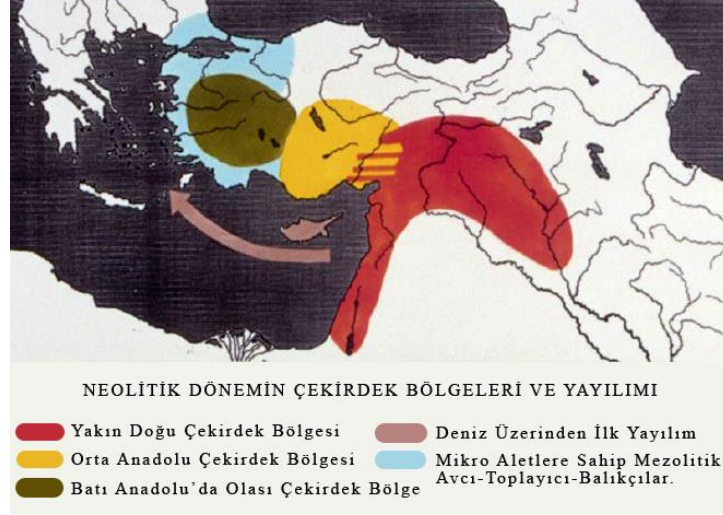 NEOLİTİK DÖNEMİN ÇEKİRDEK BÖLGELERİ VE YAYILIMI
Yakın Doğu Çekirdek Bölgesi
Orta Anadolu Çekirdek Bölgesi
Batı Anadolu'da Olası Çekirdek Bölge
Deniz Üzerinden İlk Yayılım
Mikro Aletlere Sahip Mezolitik
Avcı-Toplayıcı-Balıkçılar.